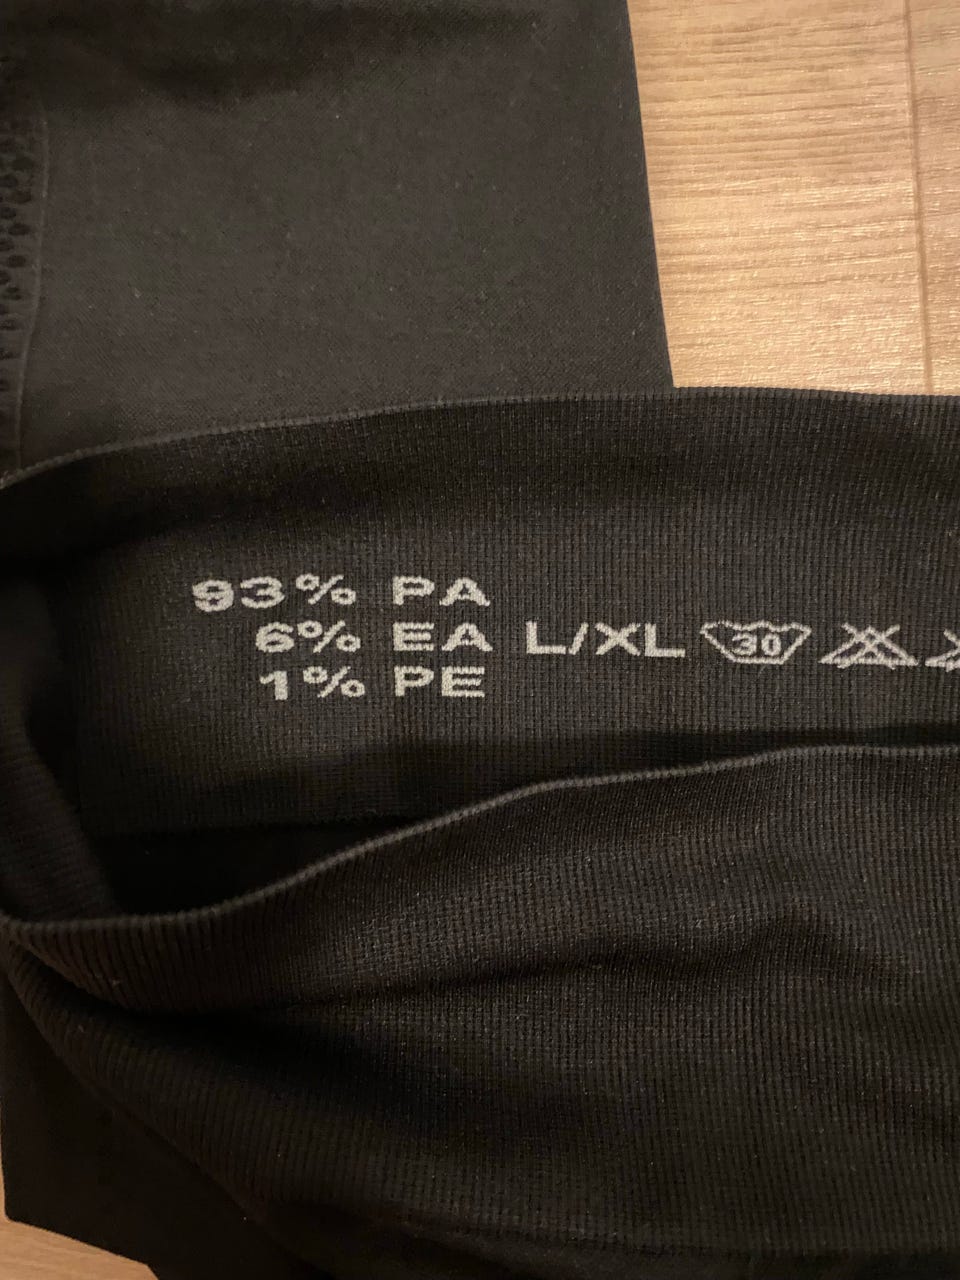 93% PA
6% EA L/XL 30
1% PE